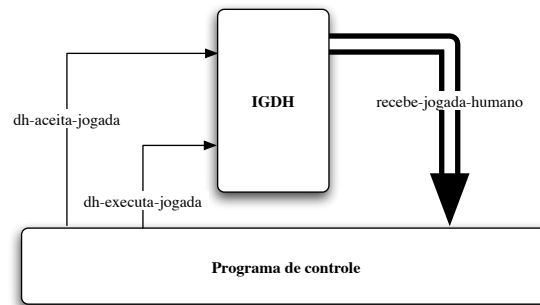 IGDH
recebe-jogada-humano
dh-aceita-jogada
dh-executa-jogada
Programa de controle